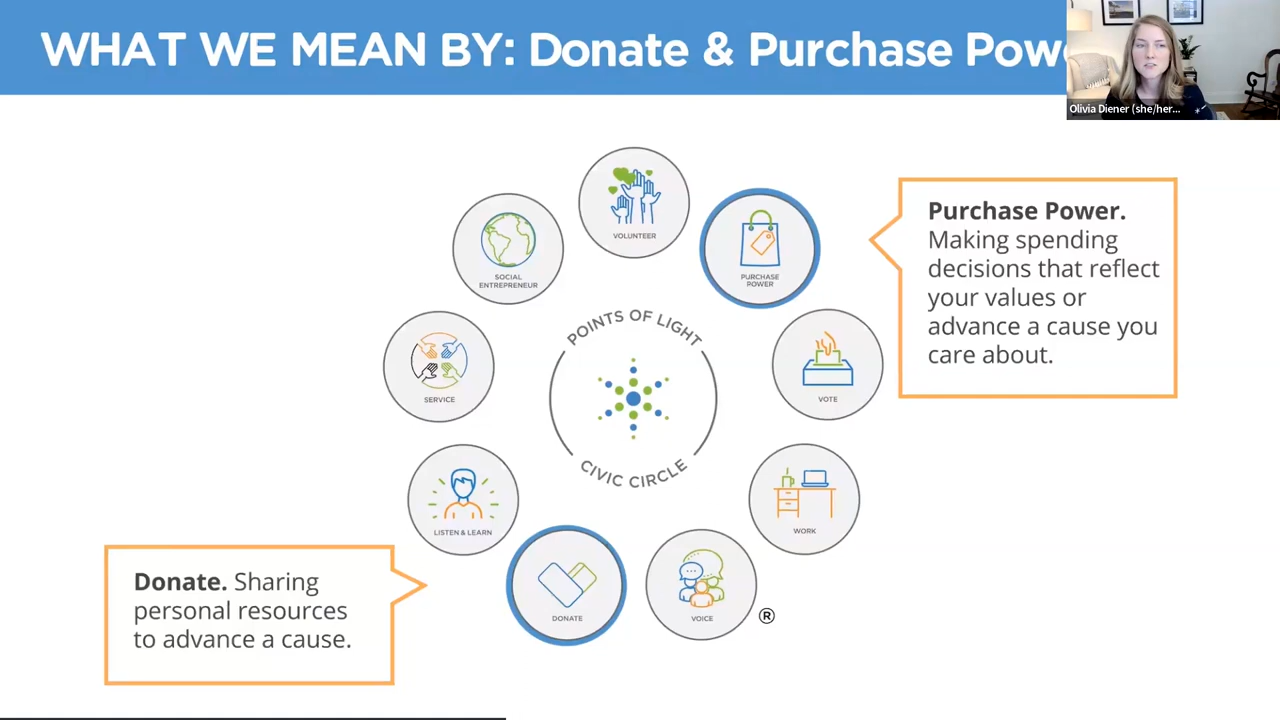 WHAT WE MEAN BY: Donate & Purchase Pow
Olivia Diener (she/her...
VOLUNTEER
SOCIAL
ENTREPRENEUR
PURCHASE
POWER
Purchase Power.
Making spending
decisions that reflect
your values or
advance a cause you
care about.
POINTS OF LIGHT
SERVICE
VOTE
CIVIC CIRCLE
LISTEN & LEARN
WORK
Donate. Sharing
personal resources
to advance a cause.
DONATE
VOICE
®